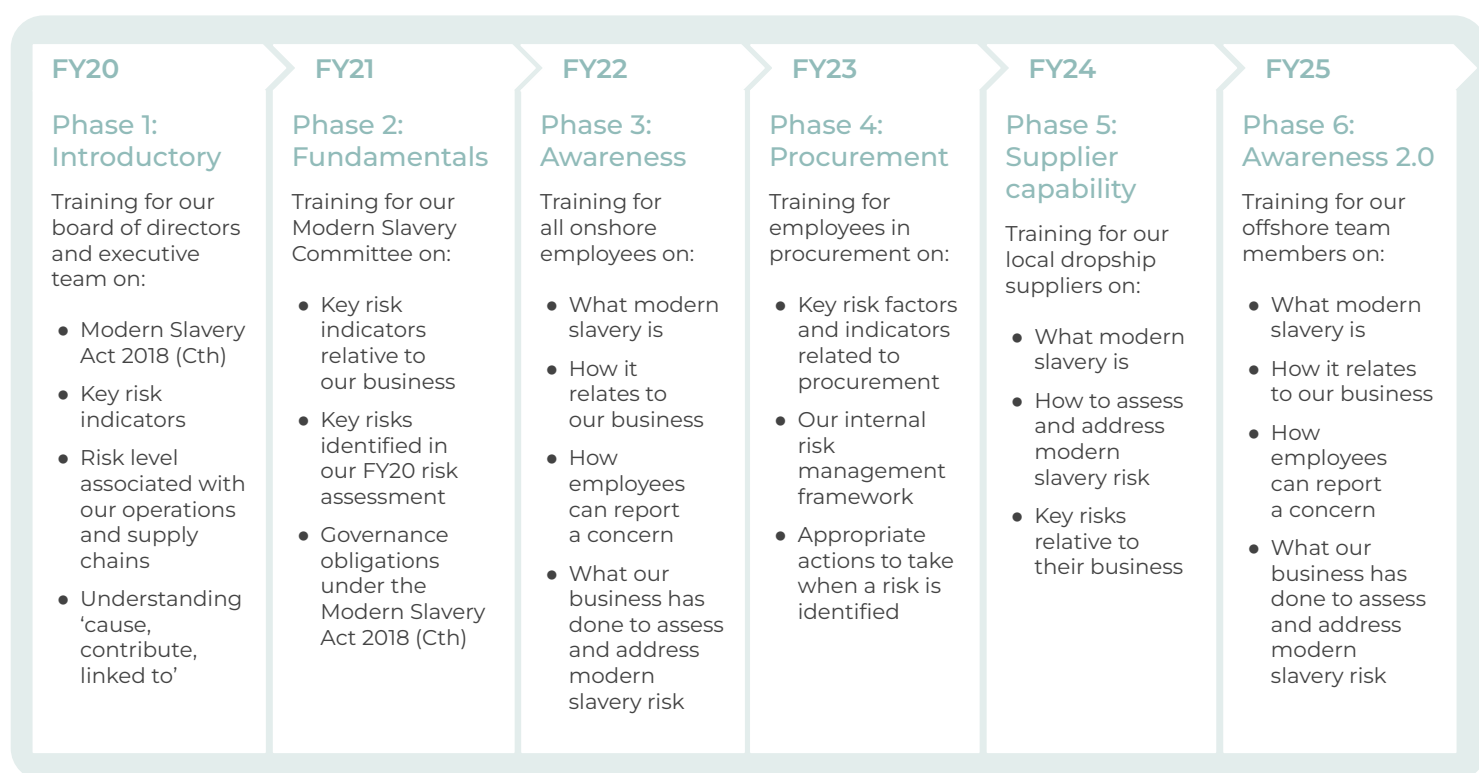 FY20
Phase 1:
Introductory
Training for our
board of directors
and executive
team on:
● Modern Slavery
Act 2018 (Cth)
● Key risk
indicators
● Risk level
associated with
our operations
and supply
chains
● Understanding
‘cause,
contribute,
linked to’
FY21
Phase 2:
Fundamentals
Training for our
Modern Slavery
Committee on:
● Key risk
indicators
relative to
our business
● Key risks
identified in
our FY20 risk
assessment
● Governance
obligations
under the
Modern Slavery
Act 2018 (Cth)
FY22
Phase 3:
Awareness
Training for
all onshore
employees on:
● What modern
slavery is
● How it
relates to
our business
● How
employees
can report
a concern
● What our
business has
done to assess
and address
modern
slavery risk
FY23
Phase 4:
Procurement
Training for
employees in
procurement on:
● Key risk factors
and indicators
related to
procurement
● Our internal
risk
management
framework
● Appropriate
actions to take
when a risk is
identified
FY24
Phase 5:
Supplier
capability
Training for our
local dropship
suppliers on:
● What modern
slavery is
● How to assess
and address
modern
slavery risk
● Key risks
relative to
their business
FY25
Phase 6:
Awareness 2.0
Training for our
offshore team
members on:
● What modern
slavery is
● How it relates
to our business
● How
employees
can report
a concern
● What our
business has
done to assess
and address
modern
slavery risk